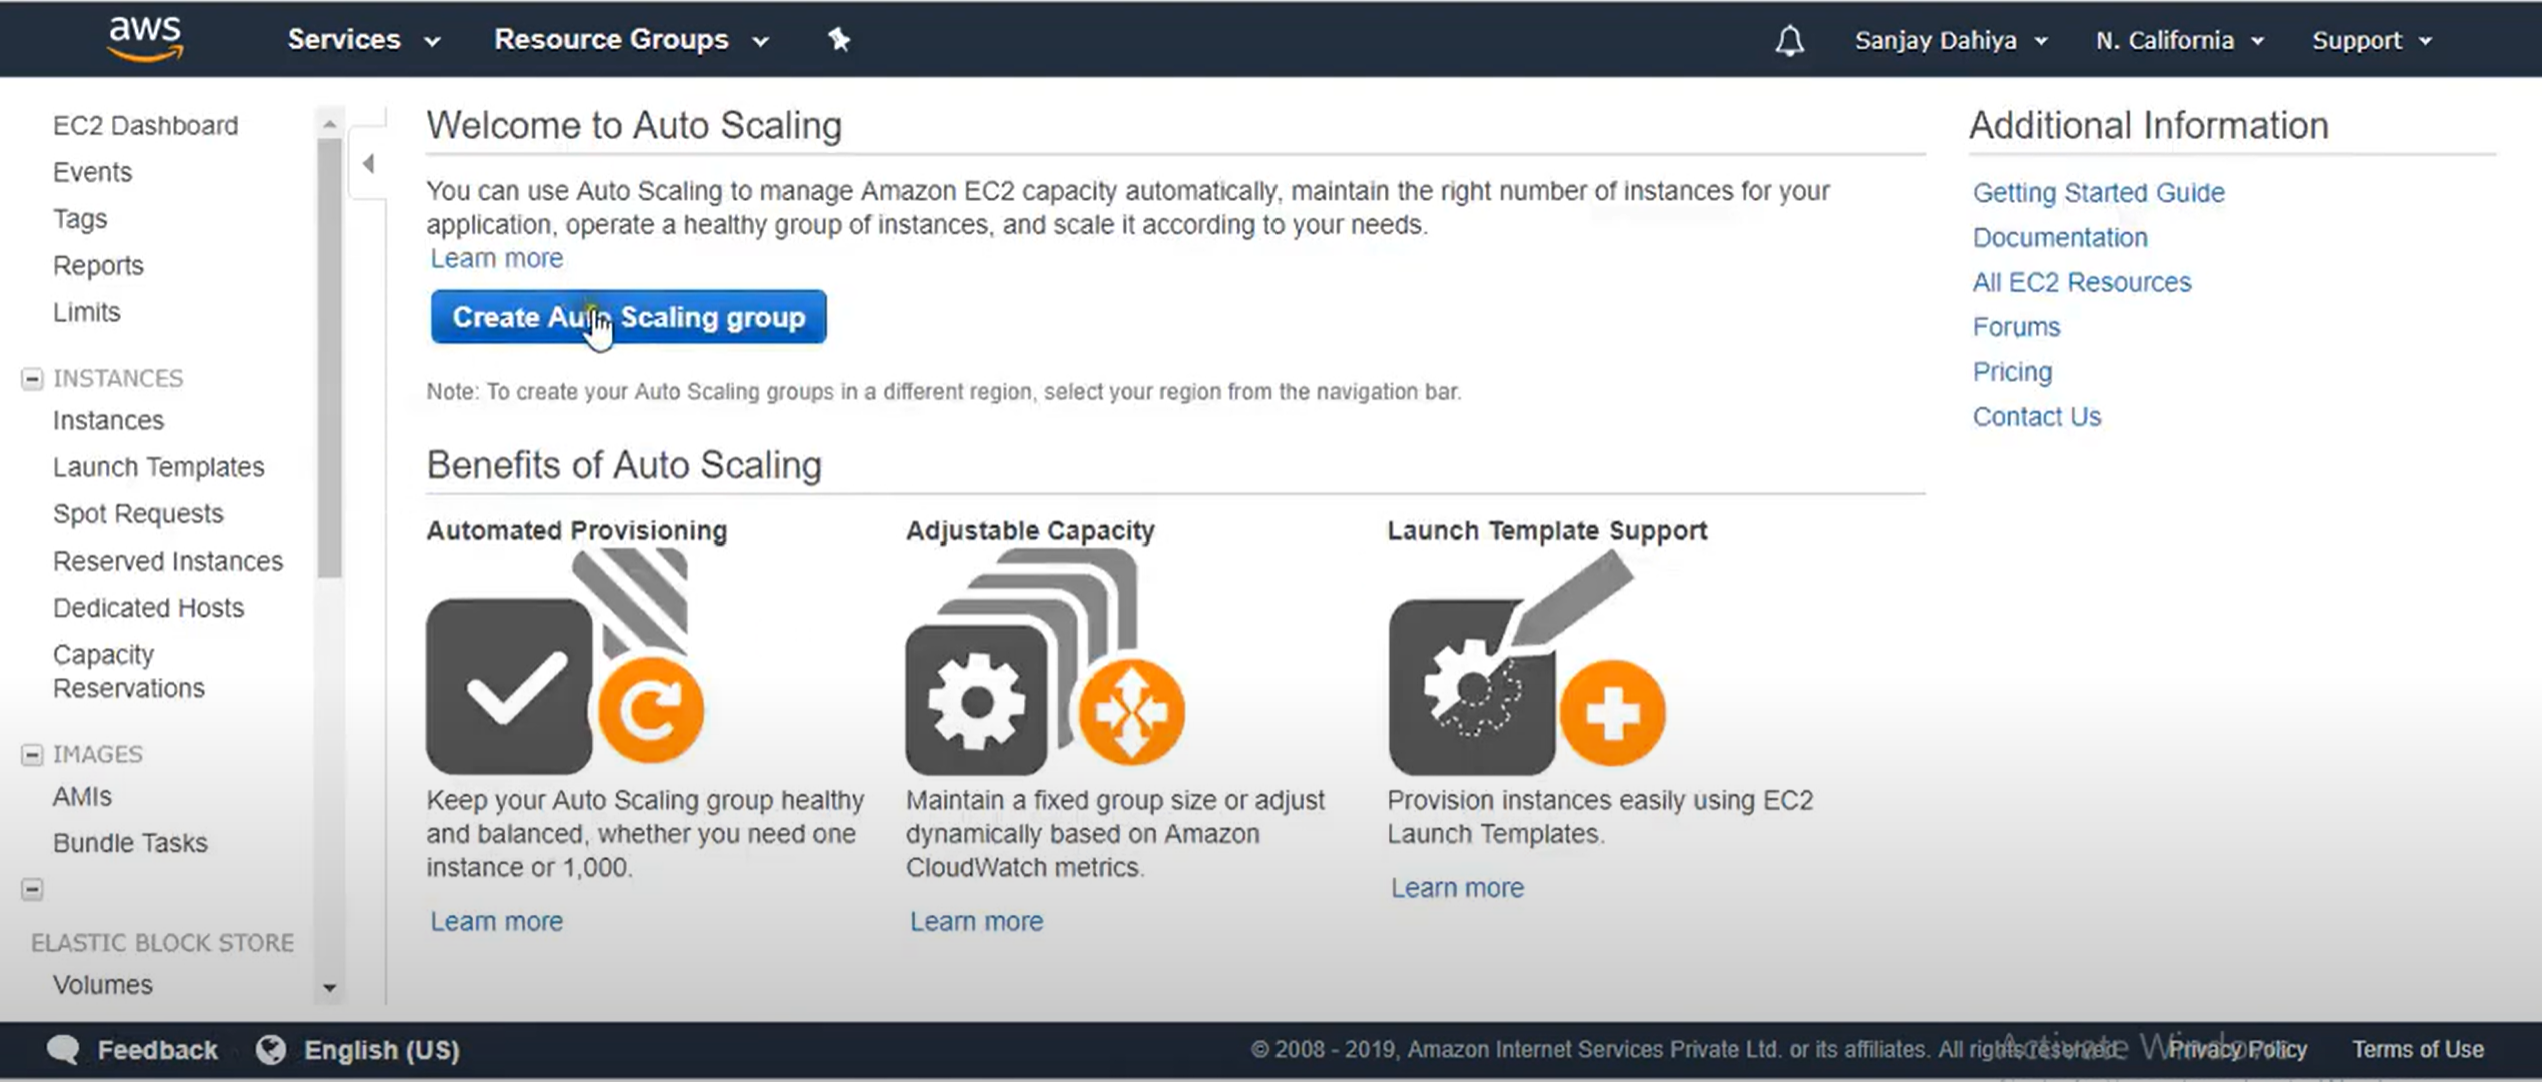 aws
Services
Resource Groups
Sanjay Dahiya
N. California
Support
EC2 Dashboard
Events
Tags
Reports
Limits
INSTANCES
Instances
Launch Templates
Spot Requests
Reserved Instances
Dedicated Hosts
Capacity
Reservations
IMAGES
AMIs
Bundle Tasks
ELASTIC BLOCK STORE
Volumes
Welcome to Auto Scaling
You can use Auto Scaling to manage Amazon EC2 capacity automatically, maintain the right number of instances for your
application, operate a healthy group of instances, and scale it according to your needs.
Learn more
Create Auto Scaling group
Note: To create your Auto Scaling groups in a different region, select your region from the navigation bar.
Benefits of Auto Scaling
Automated Provisioning
Keep your Auto Scaling group healthy
and balanced, whether you need one
instance or 1,000.
Learn more
Adjustable Capacity
Maintain a fixed group size or adjust
dynamically based on Amazon
CloudWatch metrics.
Learn more
Launch Template Support
Provision instances easily using EC2
Launch Templates.
Learn more
Additional Information
Getting Started Guide
Documentation
All EC2 Resources
Forums
Pricing
Contact Us
Feedback
English (US)
© 2008 - 2019, Amazon Internet Services Private Ltd. or its affiliates. All rights reserved.
Activate Windows
Privacy Policy
Terms of Use